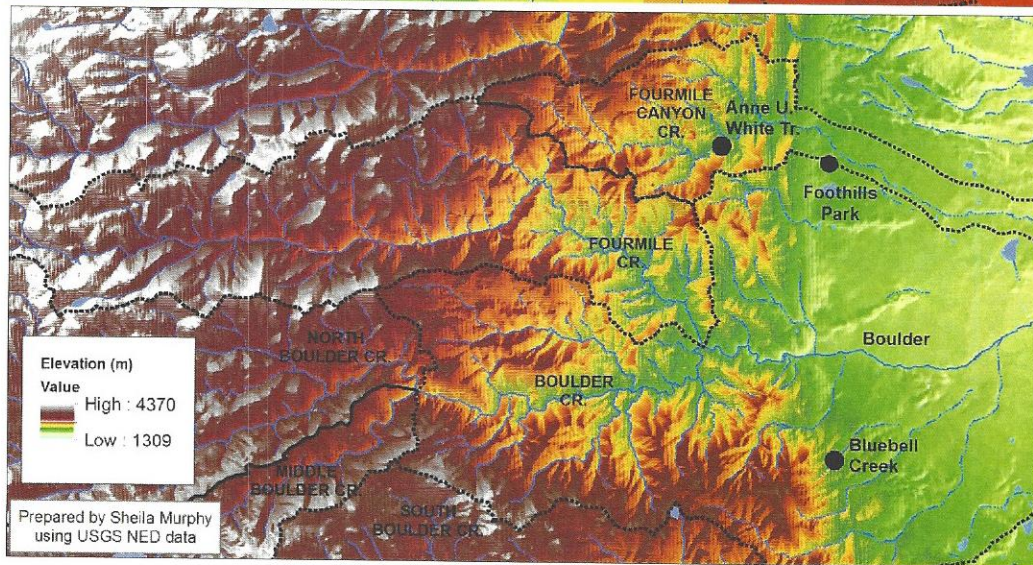 FOURMILE
CANYON
CR.
Anne U.
White Tr.
Foothills
Park
FOURMILE
CR.
NORTH
BOULDER CR.
Boulder
BOULDER
CR.
Bluebell
Creek
MIDDLE
BOULDER CR.
SOUTH
BOULDER CR.
Elevation (m)
Value
High : 4370
Low : 1309
Prepared by Sheila Murphy
using USGS NED data